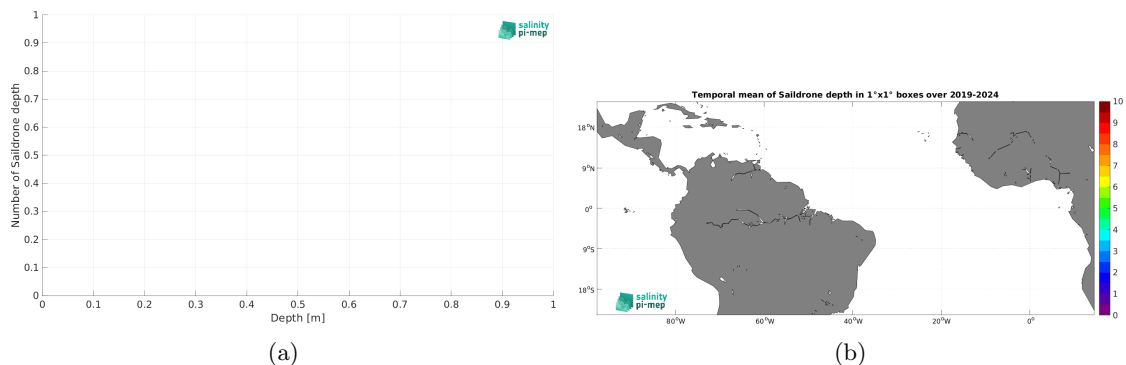 1
0.9
0.8
0.7
0.6
0.5
0.4
0.3
0.2
0.1
0
Number of Saildrone depth
0 0.1 0.2 0.3 0.4 0.5 0.6 0.7 0.8 0.9 1
Depth [m]
salinity
pi-mep
(a)
Temporal mean of Saildrone depth in 1°x1° boxes over 2019-2024
18°N
9°N
0°
9°S
18°S
80°W 60°W 40°W 20°W 0°
10
9
8
7
6
5
4
3
2
1
0
salinity
pi-mep
(b)